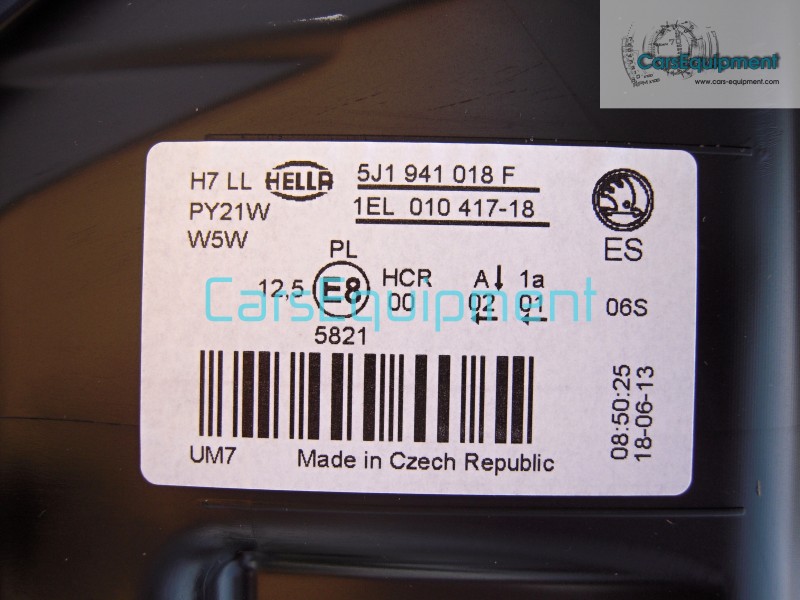 CarsEquipment
www.cars-equipment.com
H7 LL HELLA 5J1 941 018 F
PY21W 1EL 010 417-18
W5W
ES
PL
12,5 E8 HCR A↓ 1a
00 02 01 06S
← ←
5821
CarsEquipment
UM7 Made in Czech Republic
08:50:25
18-06-13